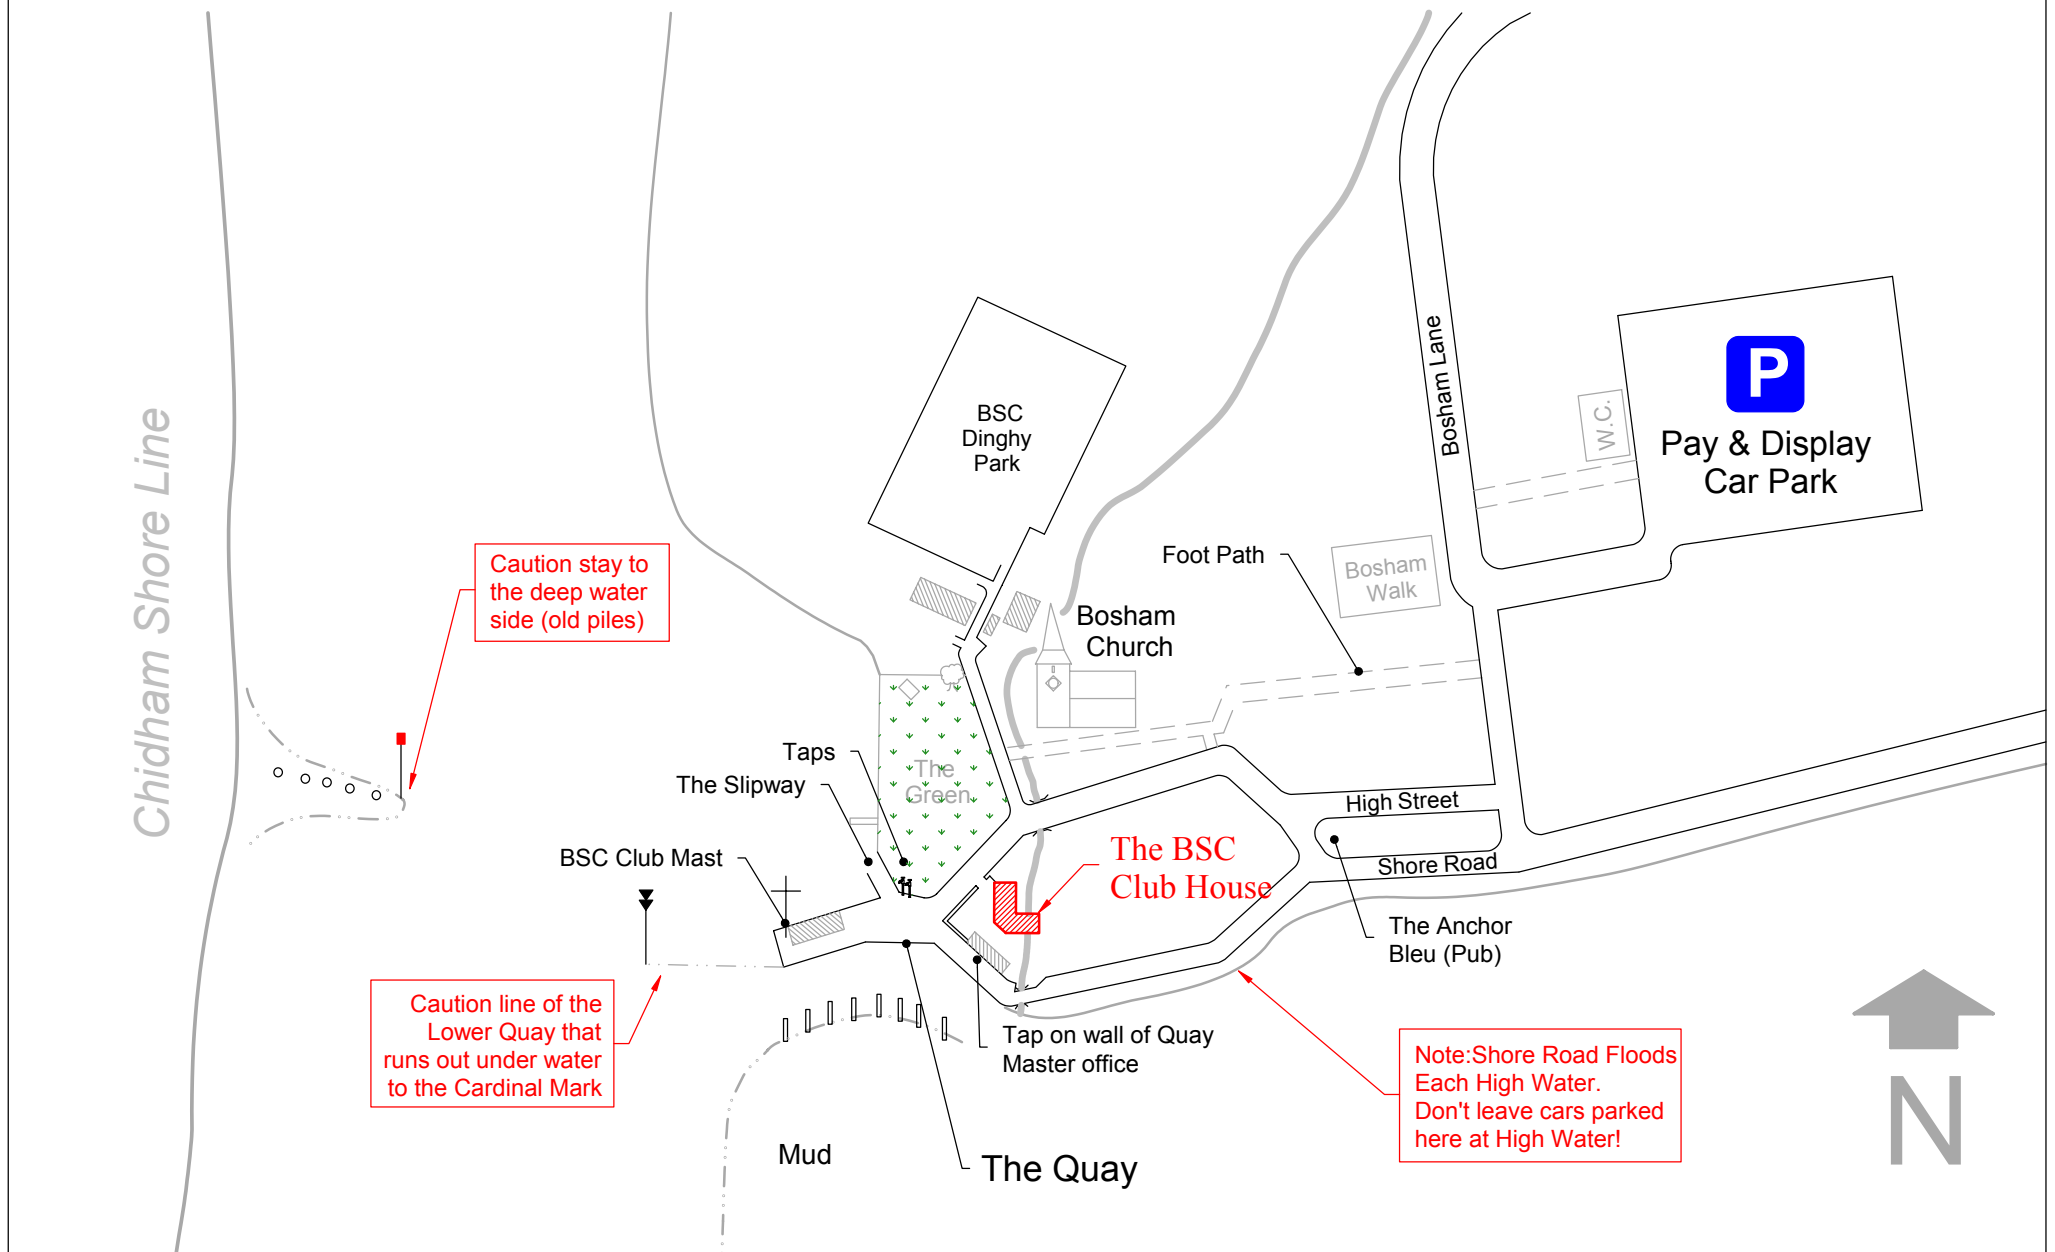 Chidham Shore Line
BSC
Dinghy
Park
Bosham Lane
P
W.C.
Pay & Display
Car Park
Caution stay to
the deep water
side (old piles)
Foot Path
Bosham
Walk
Bosham
Church
Taps
The Slipway
The
Green
BSC Club Mast
High Street
Shore Road
The BSC
Club House
The Anchor
Bleu (Pub)
Caution line of the
Lower Quay that
runs out under water
to the Cardinal Mark
Tap on wall of Quay
Master office
Note:Shore Road Floods
Each High Water.
Don't leave cars parked
here at High Water!
Mud
The Quay
N